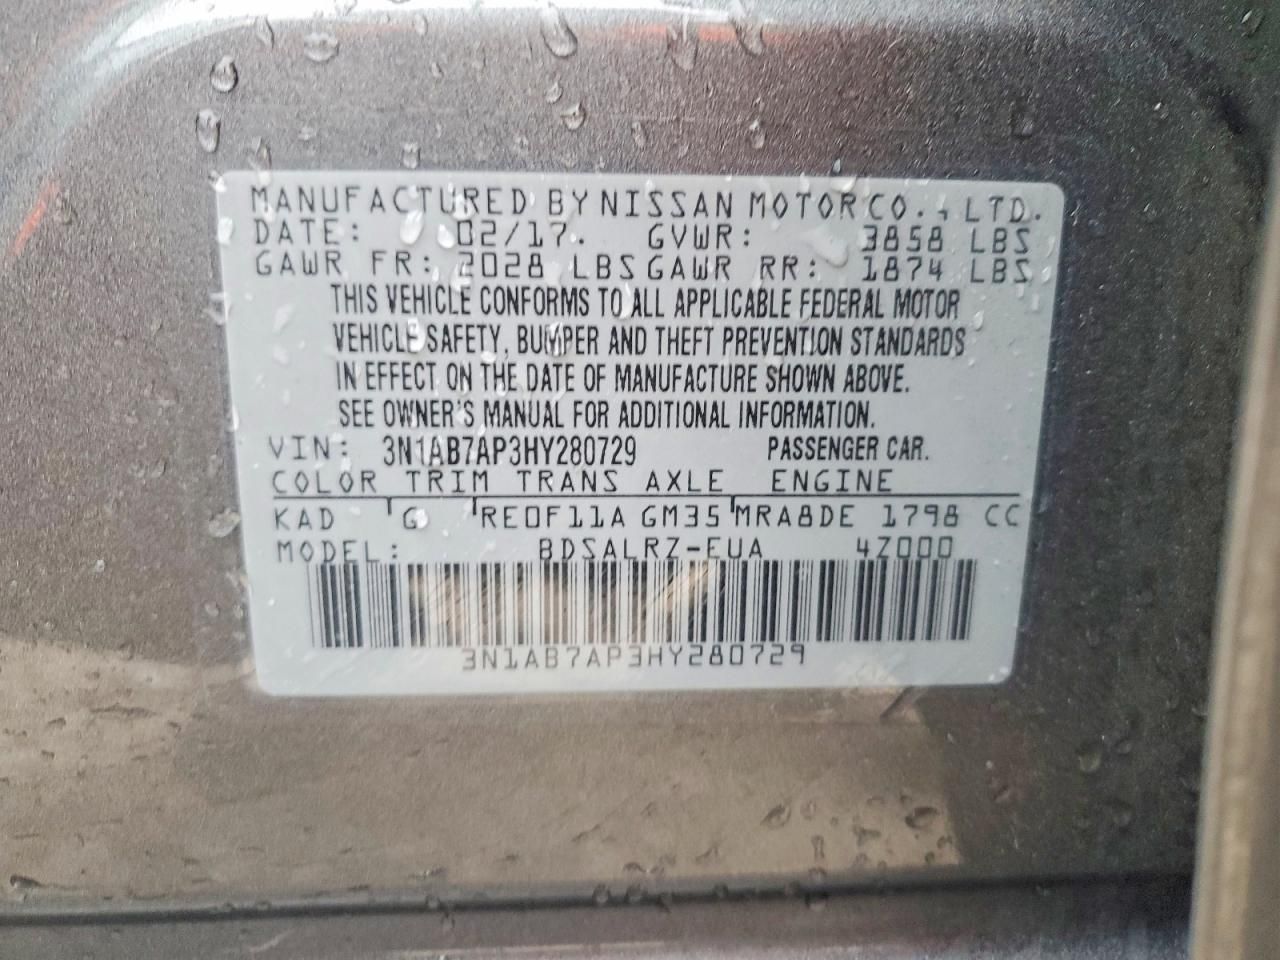 MANUFACTURED BY NISSAN MOTOR CO., LTD.
DATE: 02/17. GVWR: 3858 LBS
GAWR FR: 2028 LBS GAWR RR: 1874 LBS
THIS VEHICLE CONFORMS TO ALL APPLICABLE FEDERAL MOTOR
VEHICLE SAFETY, BUMPER AND THEFT PREVENTION STANDARDS
IN EFFECT ON THE DATE OF MANUFACTURE SHOWN ABOVE.
SEE OWNER'S MANUAL FOR ADDITIONAL INFORMATION.
VIN: 3N1AB7AP3HY280729 PASSENGER CAR.
COLOR TRIM TRANS AXLE ENGINE
KAD G RE0F11A GM35 MRA8DE 1798 CC
MODEL: BDSALRZ-EUA 4Z000
3N1AB7AP3HY280729